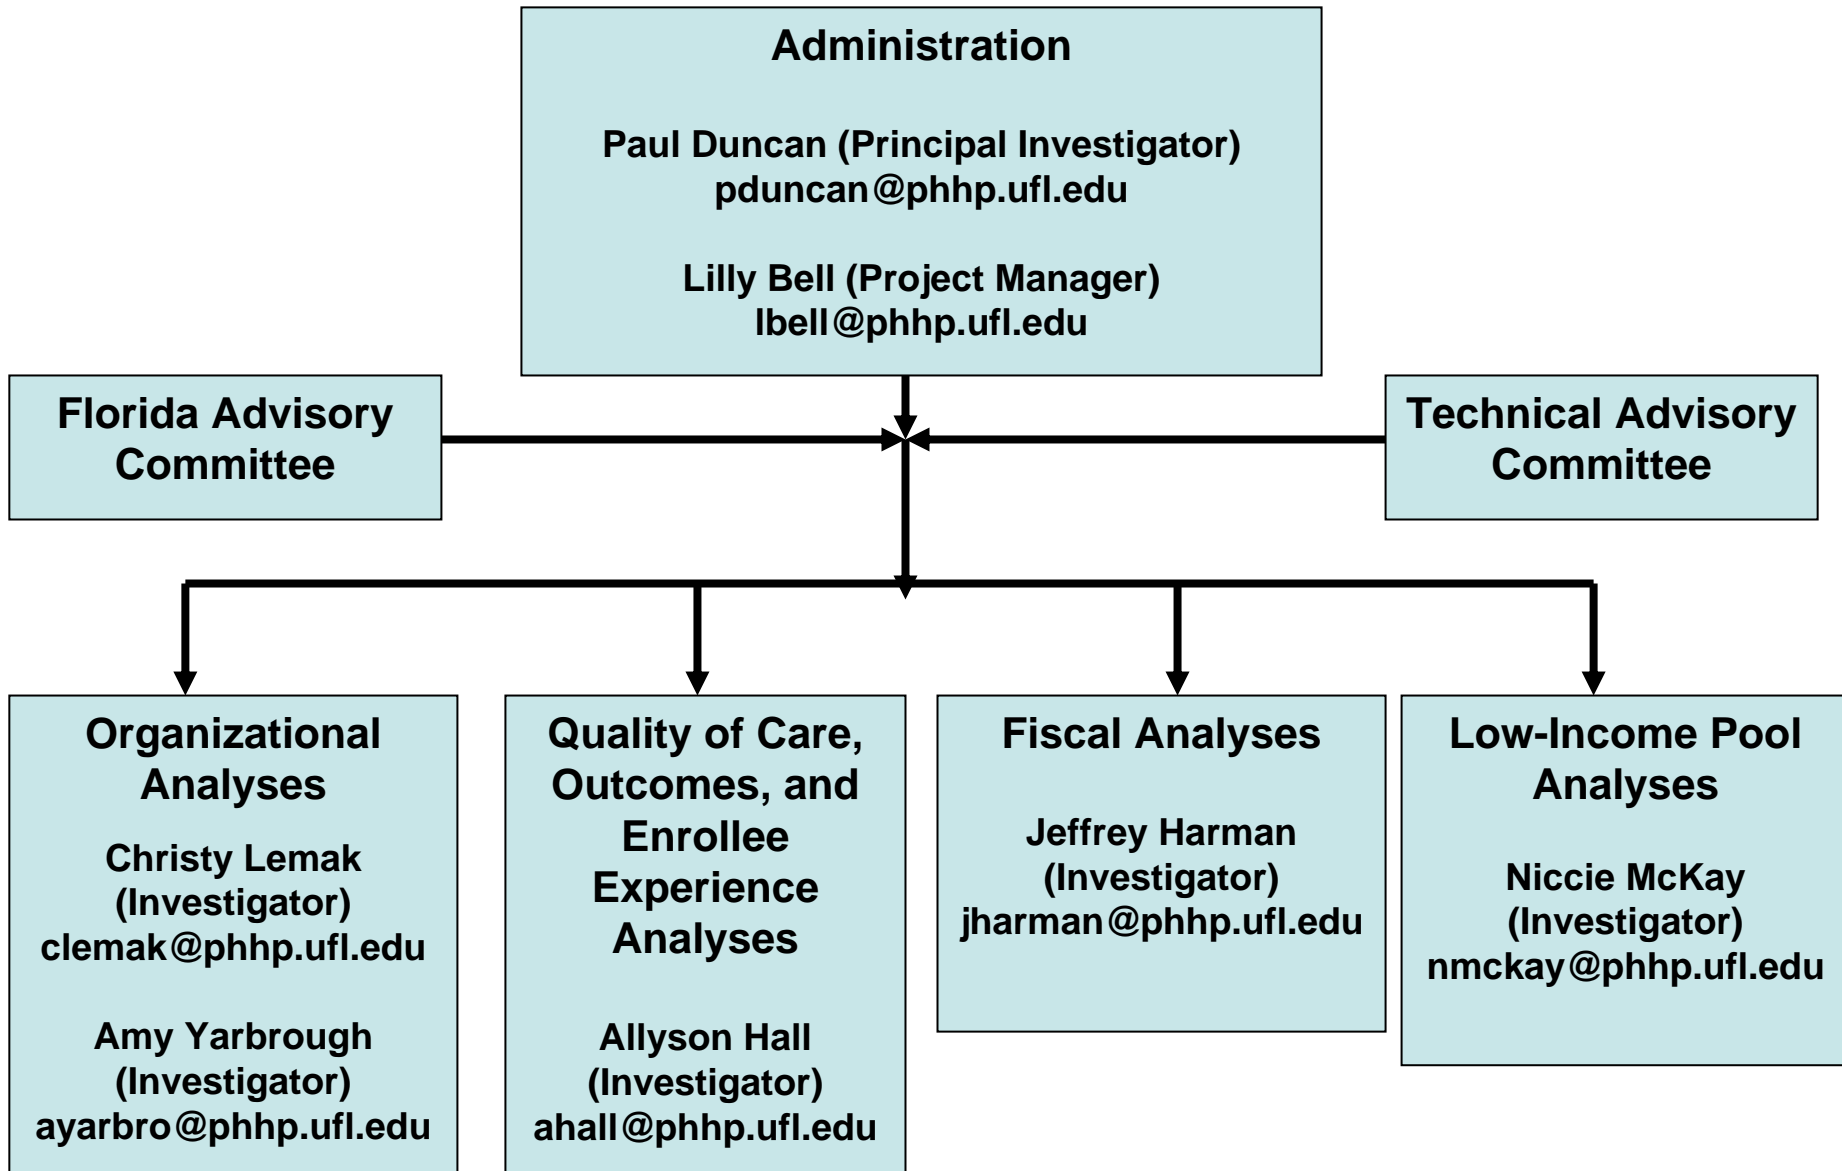 Administration
Paul Duncan (Principal Investigator)
pduncan@phhp.ufl.edu
Lilly Bell (Project Manager)
lbell@phhp.ufl.edu
Florida Advisory
Committee
Technical Advisory
Committee
Organizational
Analyses
Christy Lemak
(Investigator)
clemak@phhp.ufl.edu
Amy Yarbrough
(Investigator)
ayarbro@phhp.ufl.edu
Quality of Care,
Outcomes, and
Enrollee
Experience
Analyses
Allyson Hall
(Investigator)
ahall@phhp.ufl.edu
Fiscal Analyses
Jeffrey Harman
(Investigator)
jharman@phhp.ufl.edu
Low-Income Pool
Analyses
Niccie McKay
(Investigator)
nmckay@phhp.ufl.edu